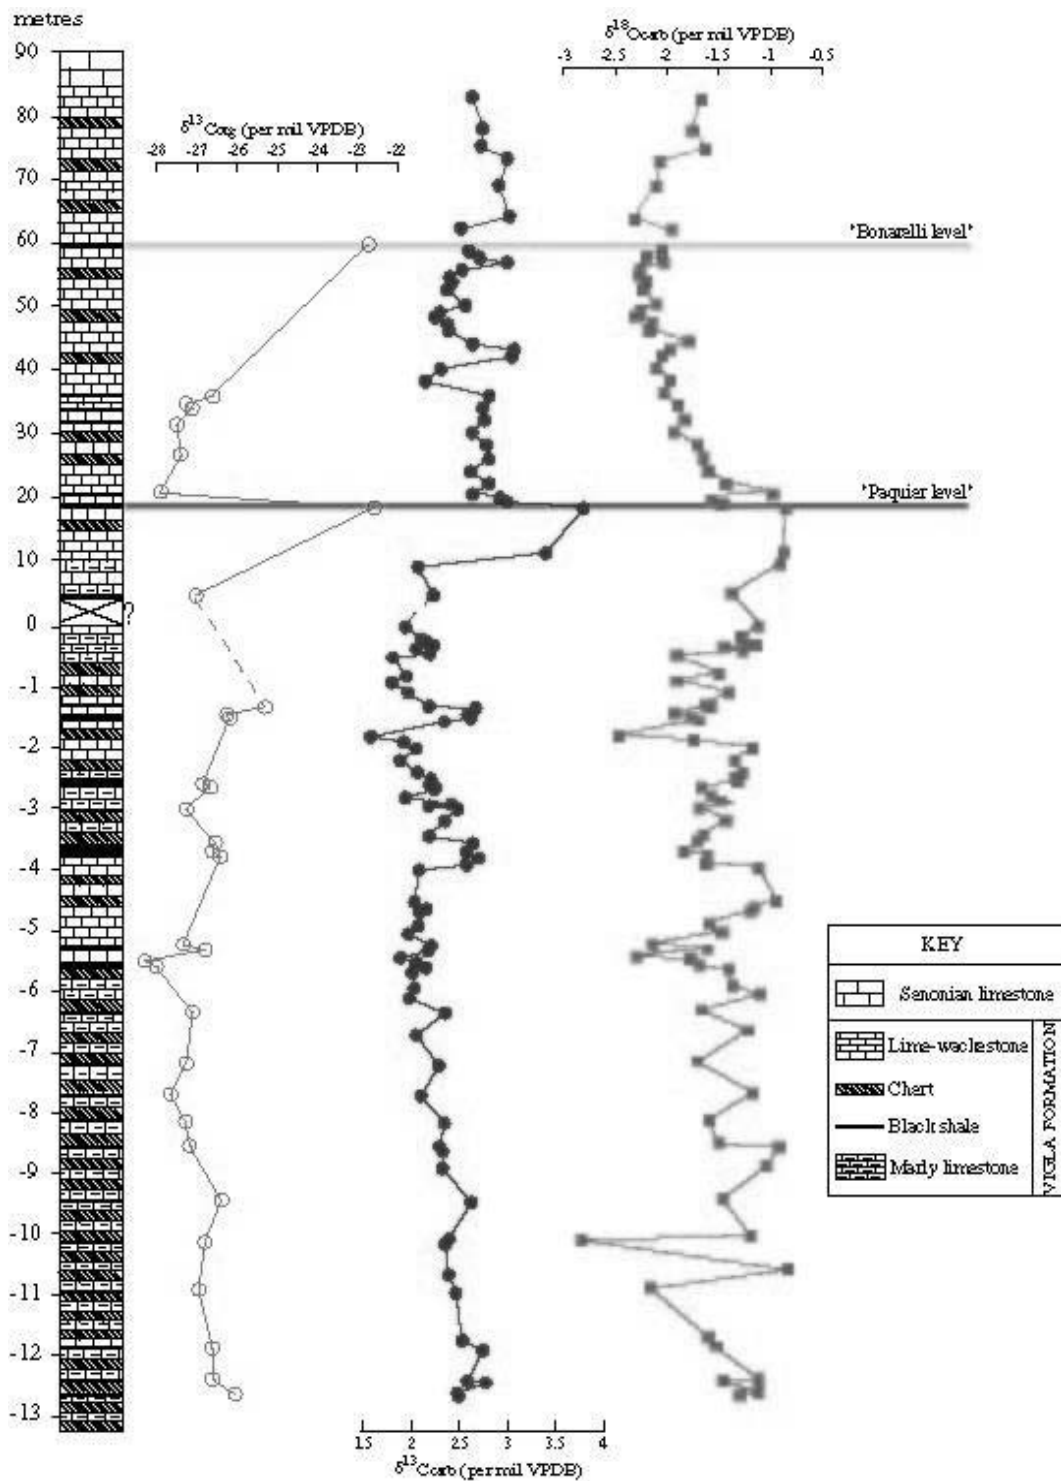 metres
δ18Ocarb (per mil VPDB)
-3 -2.5 -2 -1.5 -1 -0.5
δ13Corg (per mil VPDB)
-28 -27 -26 -25 -24 -22 -22
90
80
70
60
50
40
30
20
10
0
-1
-2
-3
-4
-5
-6
-7
-8
-9
-10
-11
-12
-13
?
"Bonarelli level"
"Paquier level"
KEY
Senonian limestone
Lime-wackestone
Chert
Black shale
Marly limestone
VIGLA FORMATION
1.5 2 2.5 3 3.5 4
δ13Ccarb (per mil VPDB)